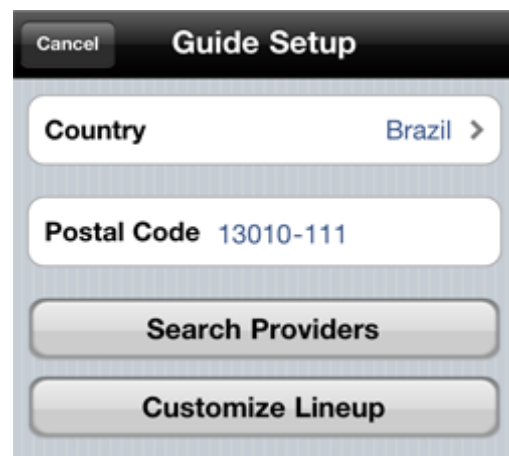 Cancel Guide Setup
Country Brazil
Postal Code 13010-111
Search Providers
Customize Lineup